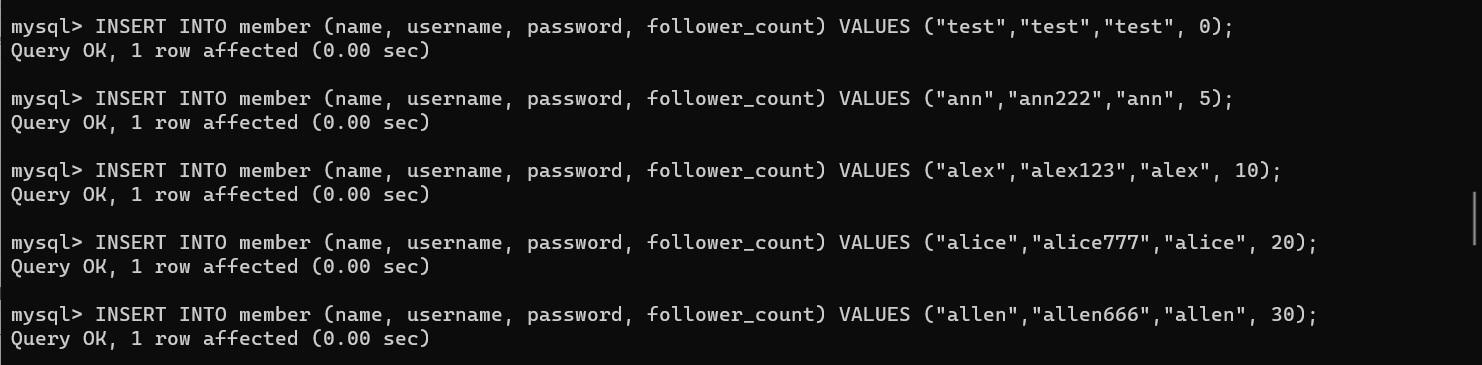 mysql> INSERT INTO member (name, username, password, follower_count) VALUES ("test","test","test", 0);
Query OK, 1 row affected (0.00 sec)
mysql> INSERT INTO member (name, username, password, follower_count) VALUES ("ann","ann222","ann", 5);
Query OK, 1 row affected (0.00 sec)
mysql> INSERT INTO member (name, username, password, follower_count) VALUES ("alex","alex123","alex", 10);
Query OK, 1 row affected (0.00 sec)
mysql> INSERT INTO member (name, username, password, follower_count) VALUES ("alice","alice777","alice", 20);
Query OK, 1 row affected (0.00 sec)
mysql> INSERT INTO member (name, username, password, follower_count) VALUES ("allen","allen666","allen", 30);
Query OK, 1 row affected (0.00 sec)